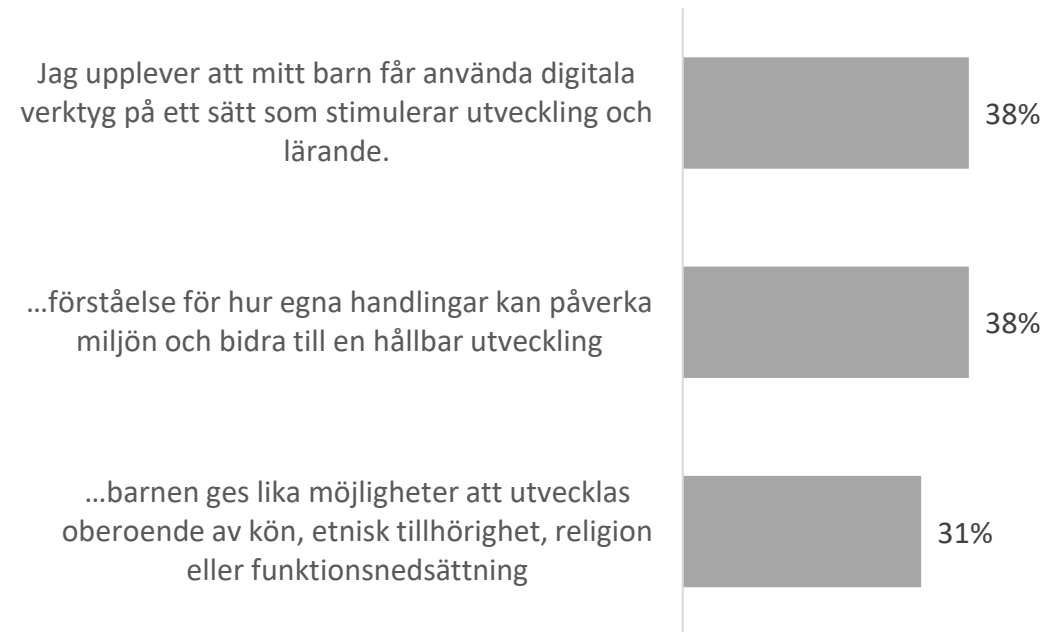 Jag upplever att mitt barn får använda digitala
verktyg på ett sätt som stimulerar utveckling och
lärande.
38%
…förståelse för hur egna handlingar kan påverka
miljön och bidra till en hållbar utveckling
38%
…barnen ges lika möjligheter att utvecklas
oberoende av kön, etnisk tillhörighet, religion
eller funktionsnedsättning
31%